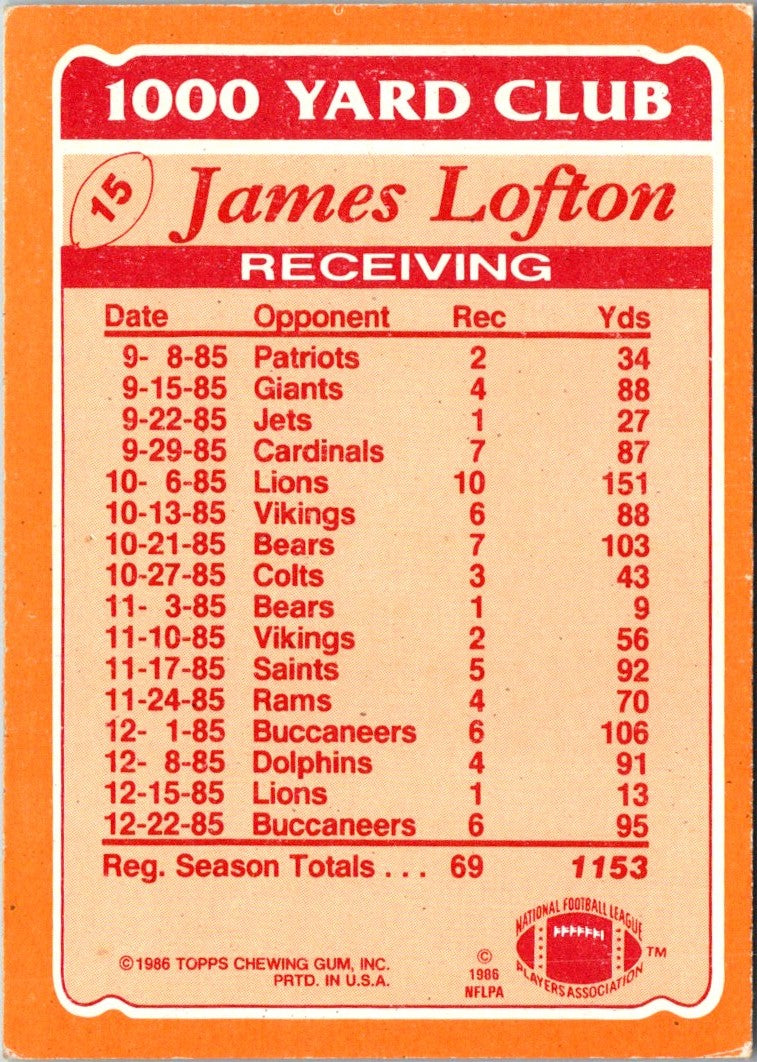 1000 YARD CLUB
15 James Lofton
RECEIVING
Date Opponent Rec Yds
9- 8-85 Patriots 2 34
9-15-85 Giants 4 88
9-22-85 Jets 1 27
9-29-85 Cardinals 7 87
10- 6-85 Lions 10 151
10-13-85 Vikings 6 88
10-21-85 Bears 7 103
10-27-85 Colts 3 43
11- 3-85 Bears 1 9
11-10-85 Vikings 2 56
11-17-85 Saints 5 92
11-24-85 Rams 4 70
12- 1-85 Buccaneers 6 106
12- 8-85 Dolphins 4 91
12-15-85 Lions 1 13
12-22-85 Buccaneers 6 95
Reg. Season Totals . . . 69 1153
©1986 TOPPS CHEWING GUM, INC.
PRTD. IN U.S.A.
©
1986
NFLPA
NATIONAL FOOTBALL LEAGUE
PLAYERS ASSOCIATION
TM